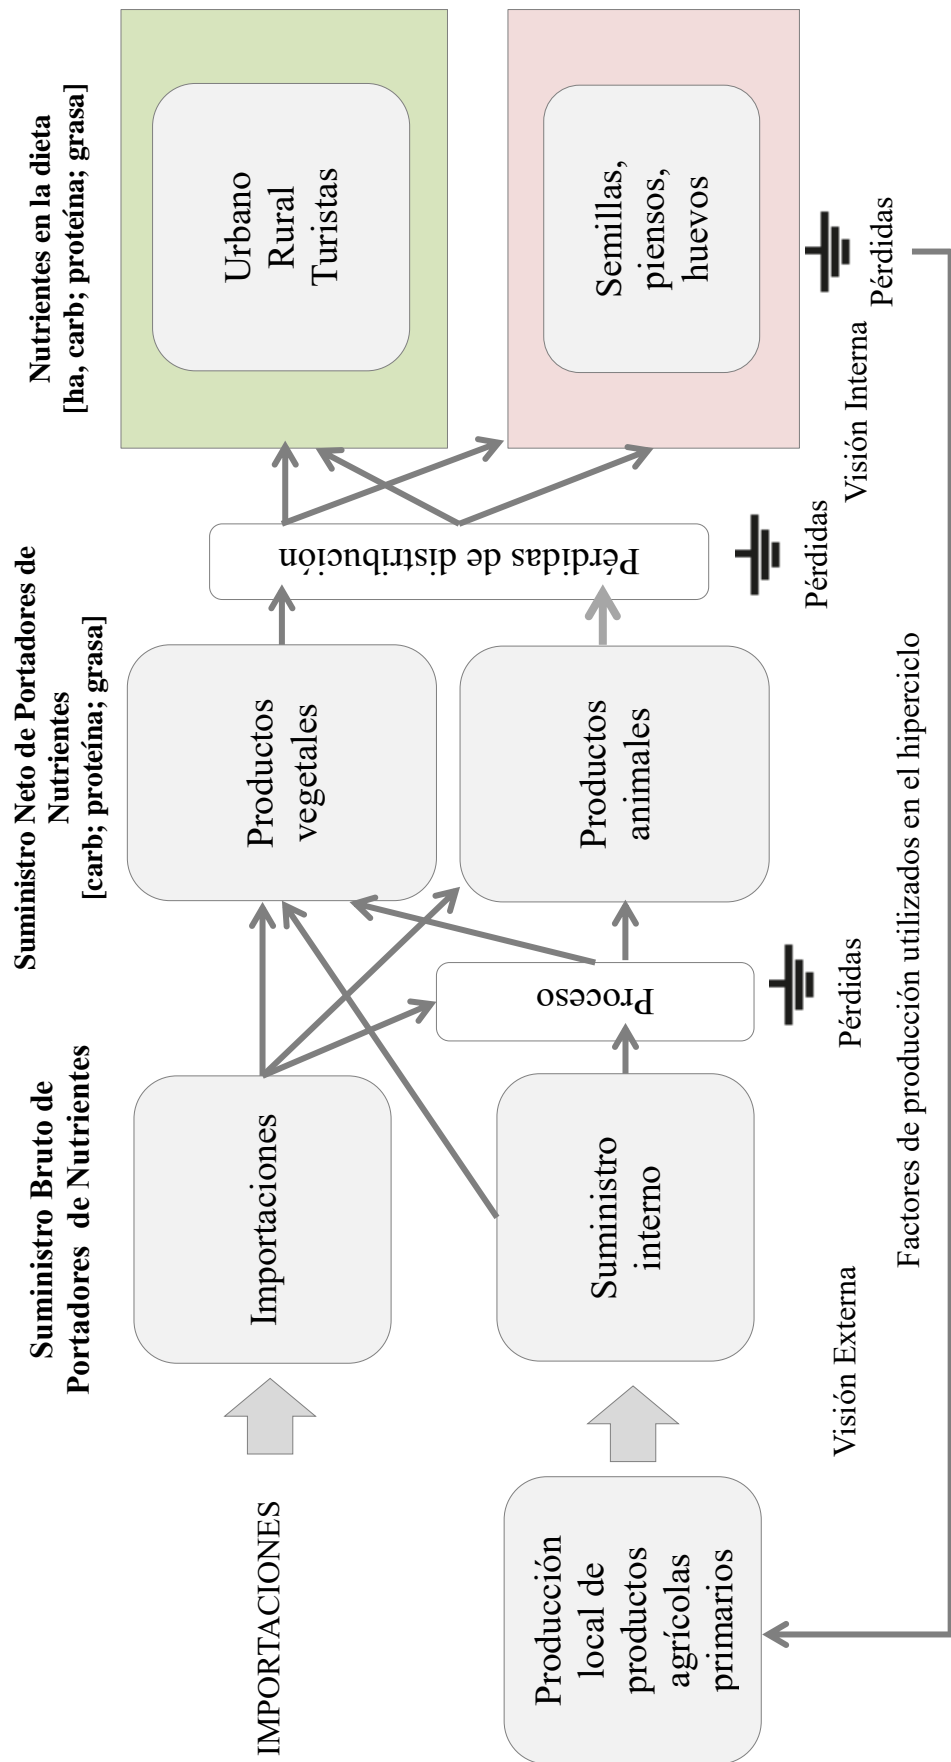 Suministro Bruto de
Portadores de Nutrientes
Suministro Neto de Portadores de
Nutrientes
[carb; proteína; grasa]
Nutrientes en la dieta
[ha, carb; proteína; grasa]
IMPORTACIONES
Importaciones
Productos
vegetales
Urbano
Rural
Turistas
Producción
local de
productos
agrícolas
primarios
Suministro
interno
Proceso
Productos
animales
Pérdidas de distribución
Semillas,
piensos,
huevos
Pérdidas
Pérdidas
Pérdidas
Visión Externa
Visión Interna
Factores de producción utilizados en el hiperciclo